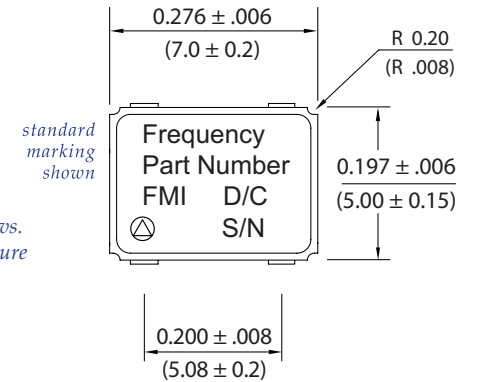 0.276 ± .006
(7.0 ± 0.2)
R 0.20
(R .008)
standard
marking
shown
Frequency
Part Number
FMI D/C
S/N
0.197 ± .006
(5.00 ± 0.15)
0.200 ± .008
(5.08 ± 0.2)